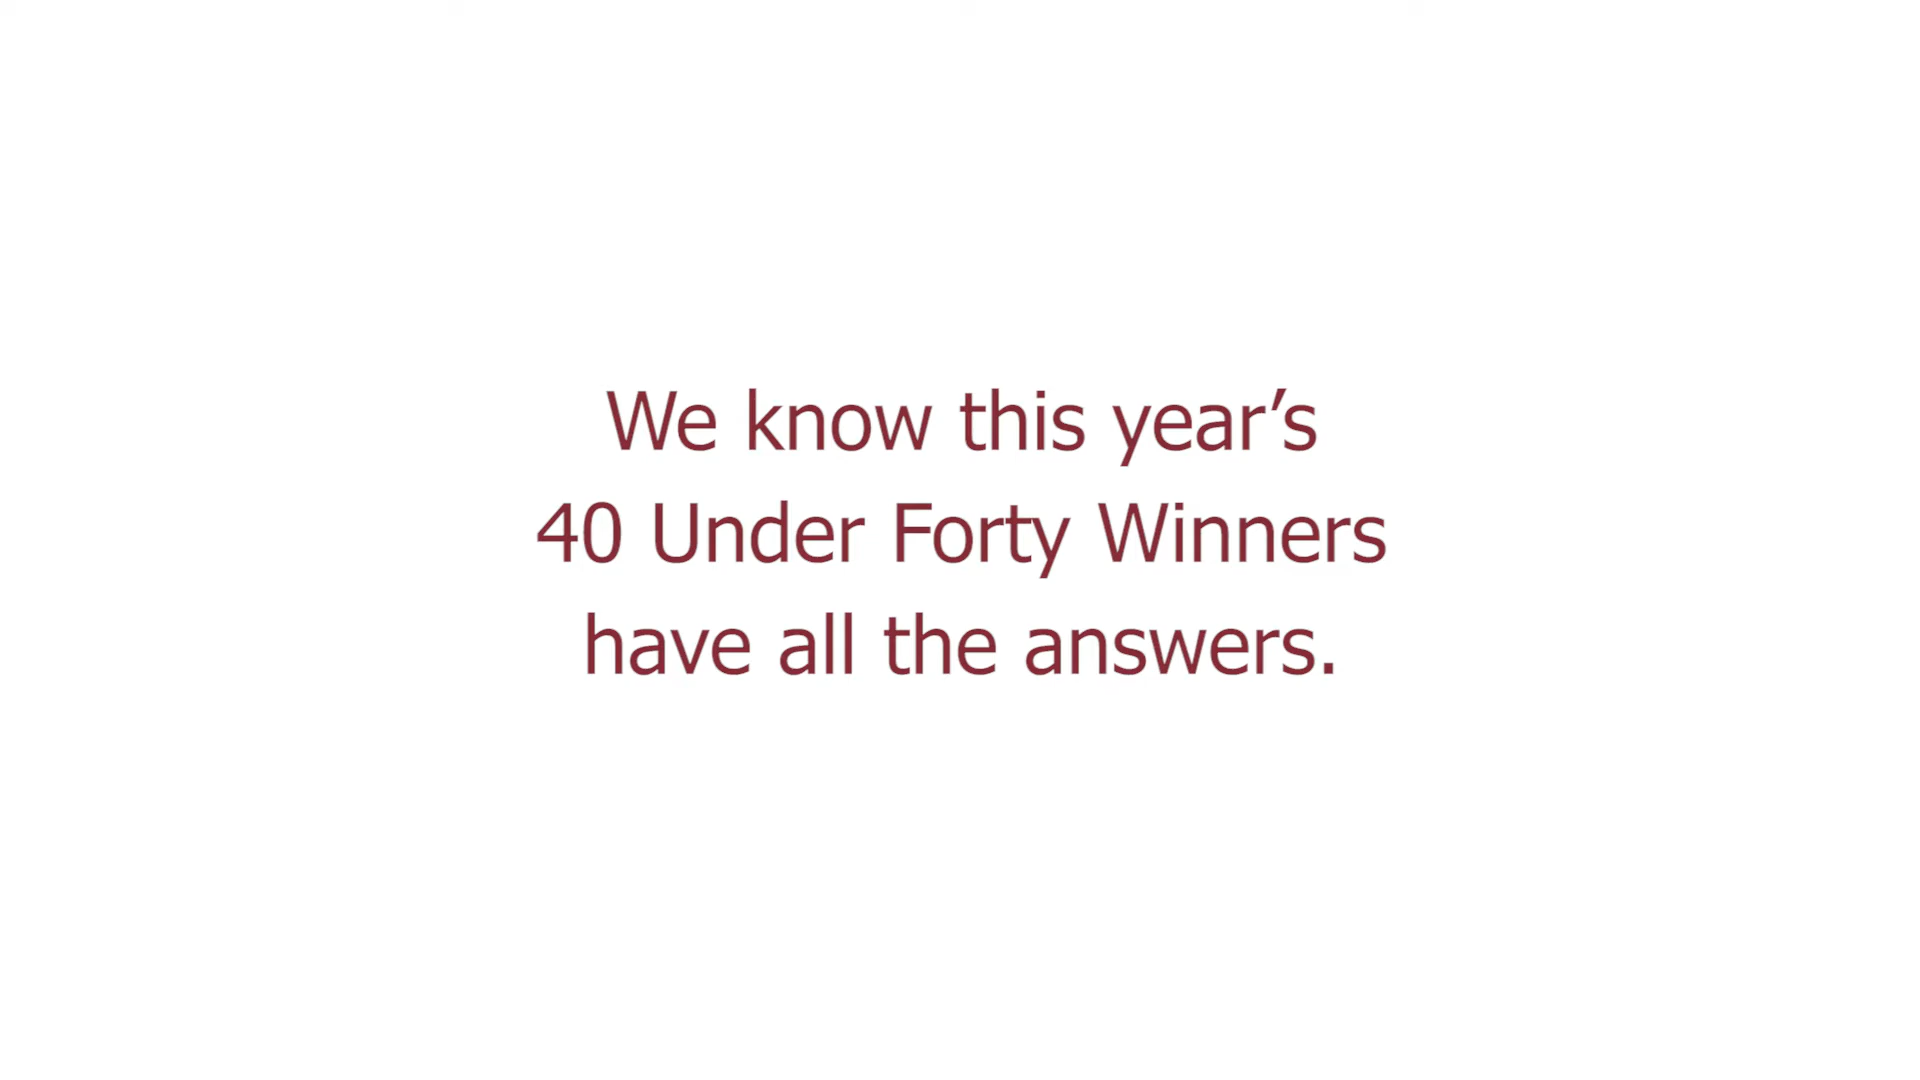 We know this year’s
40 Under Forty Winners
have all the answers.